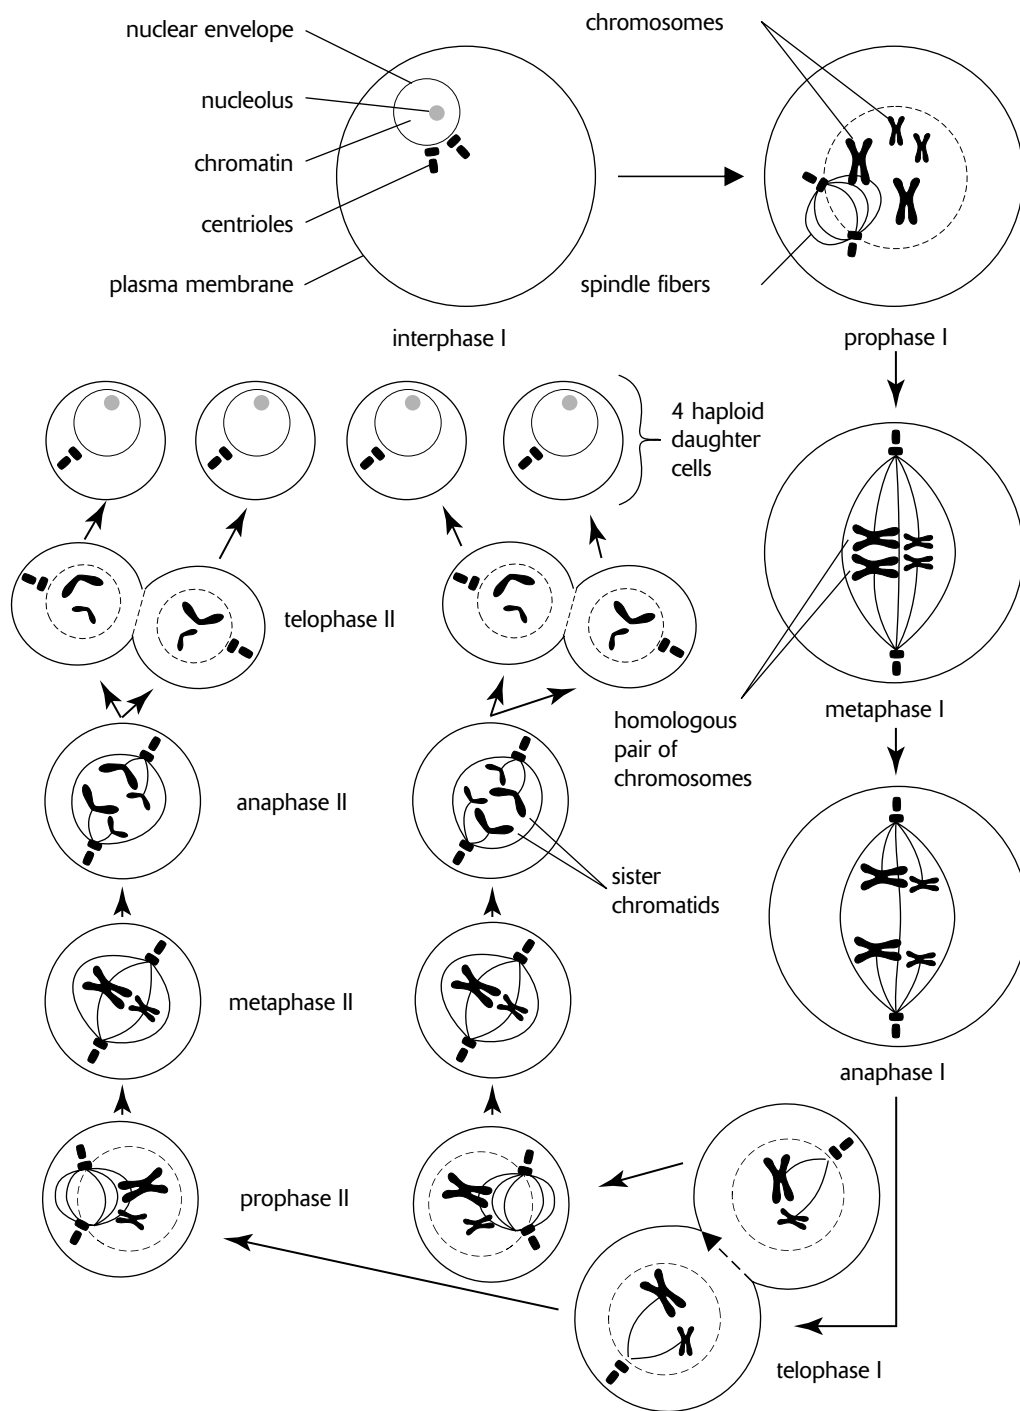 nuclear envelope
nucleolus
chromatin
centrioles
plasma membrane
interphase I
chromosomes
spindle fibers
prophase I
4 haploid
daughter
cells
telophase II
homologous
pair of
chromosomes
metaphase I
anaphase II
sister
chromatids
metaphase II
anaphase I
prophase II
telophase I